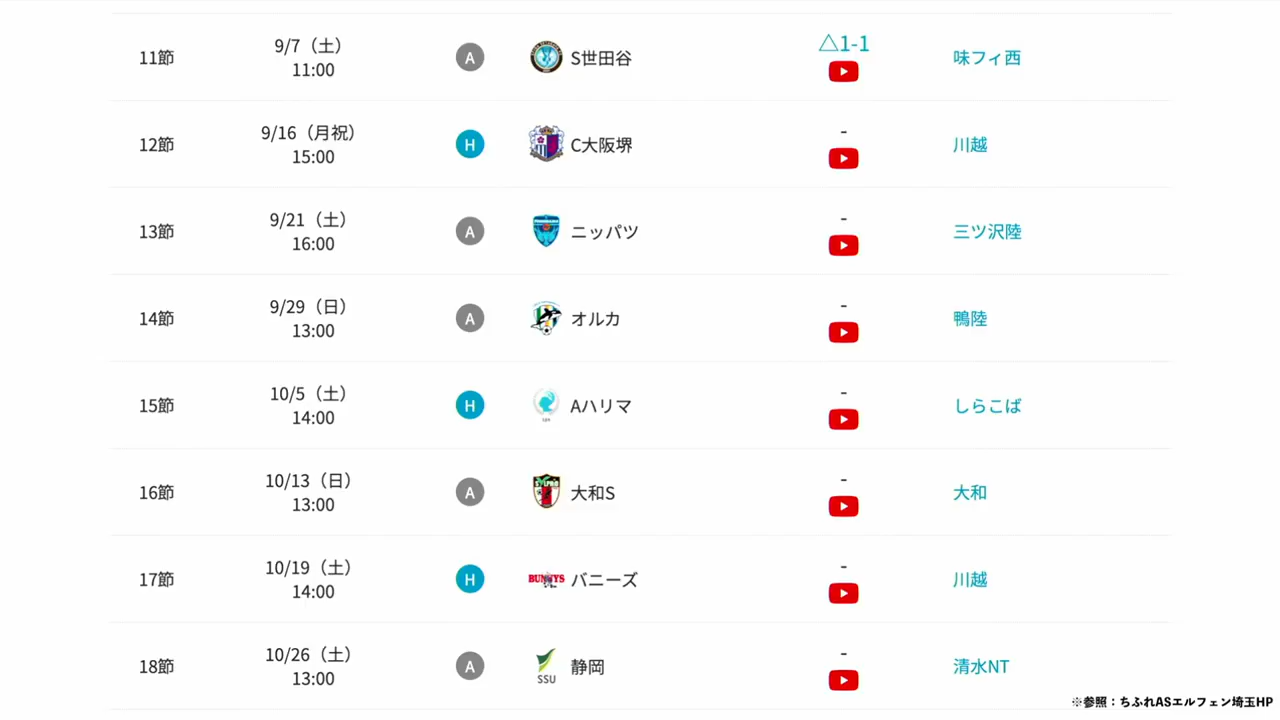 11節 9/7（土） 11:00 A S世田谷 △1-1 味フィ西
12節 9/16（月祝） 15:00 H C大阪堺 - 川越
13節 9/21（土） 16:00 A ニッパツ - 三ツ沢陸
14節 9/29（日） 13:00 A オルカ - 鴨陸
15節 10/5（土） 14:00 H Aハリマ - しらこば
16節 10/13（日） 13:00 A 大和S - 大和
17節 10/19（土） 14:00 H BUNNYS バニーズ - 川越
18節 10/26（土） 13:00 A SSU 静岡 - 清水NT
※参照：ちふれASエルフェン埼玉HP